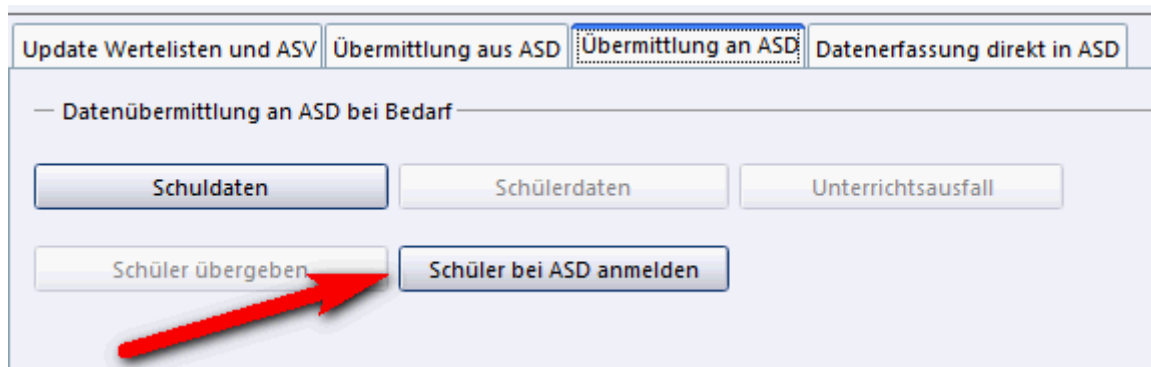 Update Wertelisten und ASV Übermittlung aus ASD Übermittlung an ASD Datenerfassung direkt in ASD
Datenübermittlung an ASD bei Bedarf
Schuldaten Schülerdaten Unterrichtsausfall
Schüler übergeben Schüler bei ASD anmelden